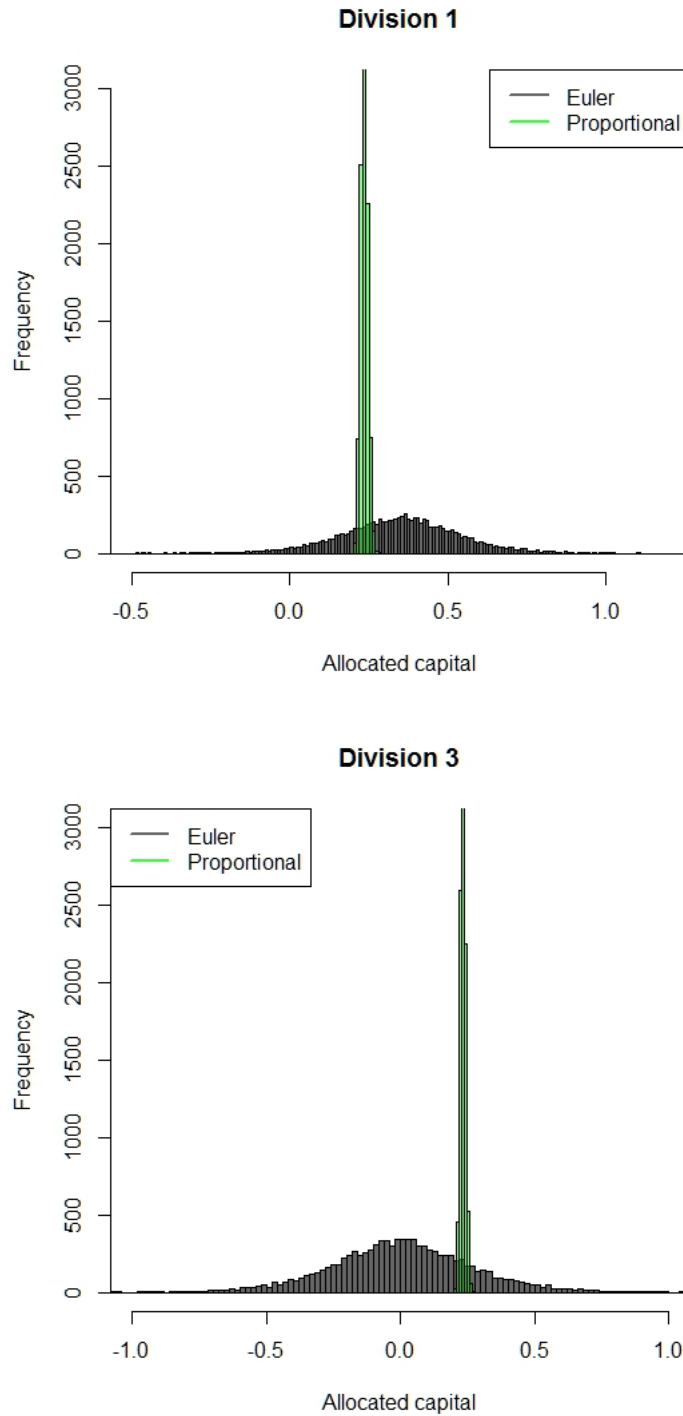 Division 1
Euler
Proportional
Frequency
3000
2500
2000
1500
1000
500
0
-0.5 0.0 0.5 1.0
Allocated capital
Division 3
Euler
Proportional
Frequency
3000
2500
2000
1500
1000
500
0
-1.0 -0.5 0.0 0.5 1.0
Allocated capital